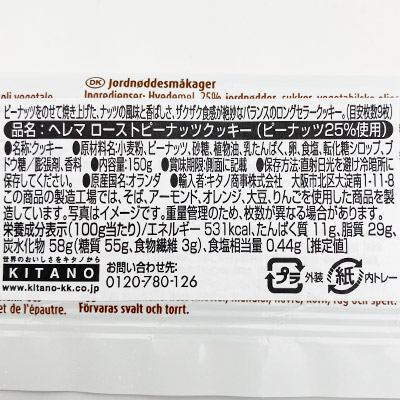 DK Jordnøddesmåkager
oli vegetale
Ingredienser: Hvedemel, 25% jordnødder, sukker, vegetabilske olier
ピーナッツをのせて焼き上げた、ナッツの風味と香ばしさ、ザクザク食感が絶妙なバランスのロングセラークッキー。(目安枚数9枚)
品名:ヘレマ ローストピーナッツクッキー(ピーナッツ25%使用)
●名称:クッキー ●原材料名:小麦粉、ピーナッツ、砂糖、植物油、乳たんぱく、卵、食塩、転化糖シロップ、ブ
ドウ糖/膨張剤、香料 ●内容量:150g ●賞味期限:側面に記載 ●保存方法:直射日光を避け冷暗所に
保存してください。●原産国名:オランダ ●輸入者:キタノ商事株式会社 大阪市北区大淀南1-11-8
この商品の製造工場では、そば、アーモンド、オレンジ、大豆、りんごを使用した商品を製
造しています。写真はイメージです。重量管理のため、枚数が異なる場合があります。
栄養成分表示(100g当たり)/エネルギー531kcal、たんぱく質 11g、脂質 29g、
炭水化物 58g(糖質 55g、食物繊維 3g)、食塩相当量 0.44g [推定値]
世界のおいしさをキタノから
KITANO
www.kitano-kk.co.jp
お問い合わせ先:
0120-780-126
プラ 外装 紙 内トレー
et de l'épautre.
Förvaras svalt och torrt.